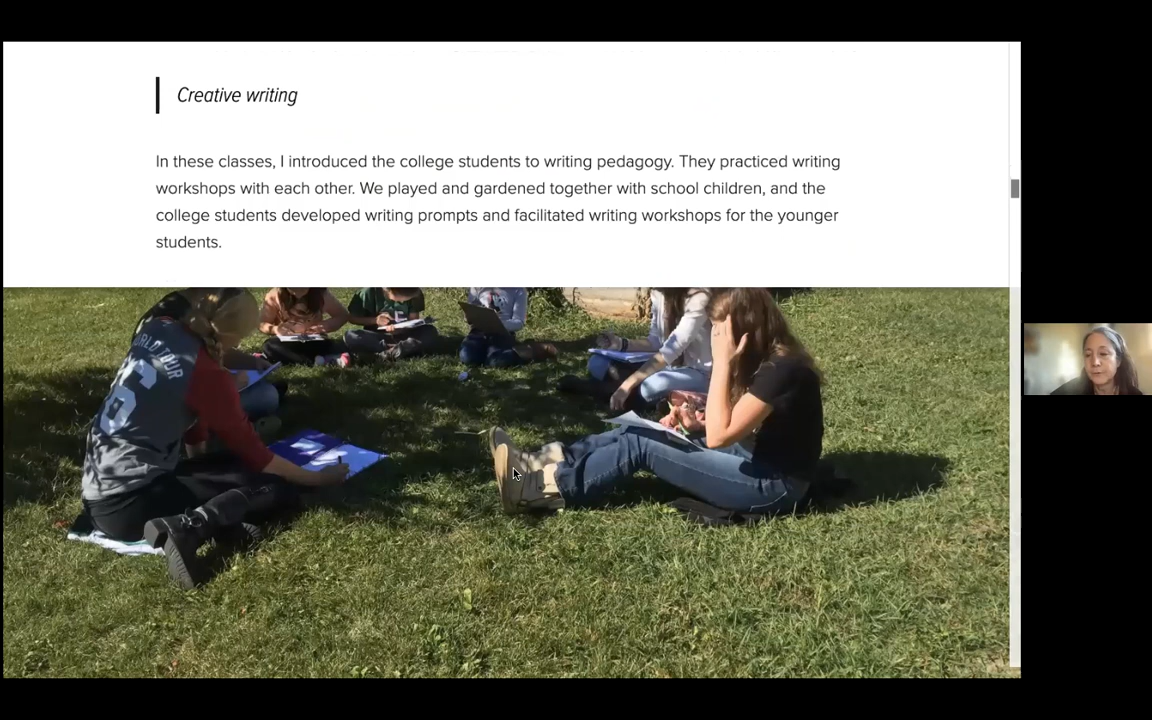 Creative writing
In these classes, I introduced the college students to writing pedagogy. They practiced writing
workshops with each other. We played and gardened together with school children, and the
college students developed writing prompts and facilitated writing workshops for the younger
students.
WORLD TOUR